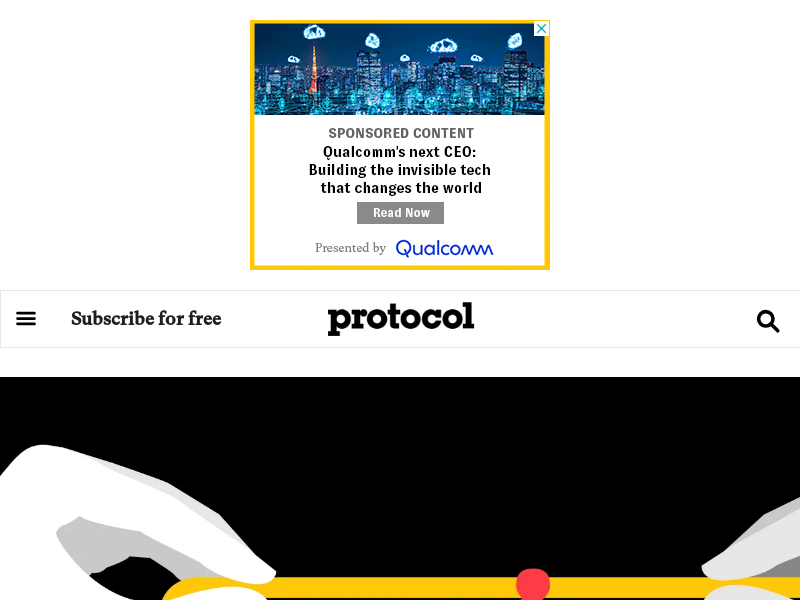 SPONSORED CONTENT
Qualcomm's next CEO:
Building the invisible tech
that changes the world
Read Now
Presented by Qualcomm
Subscribe for free
protocol